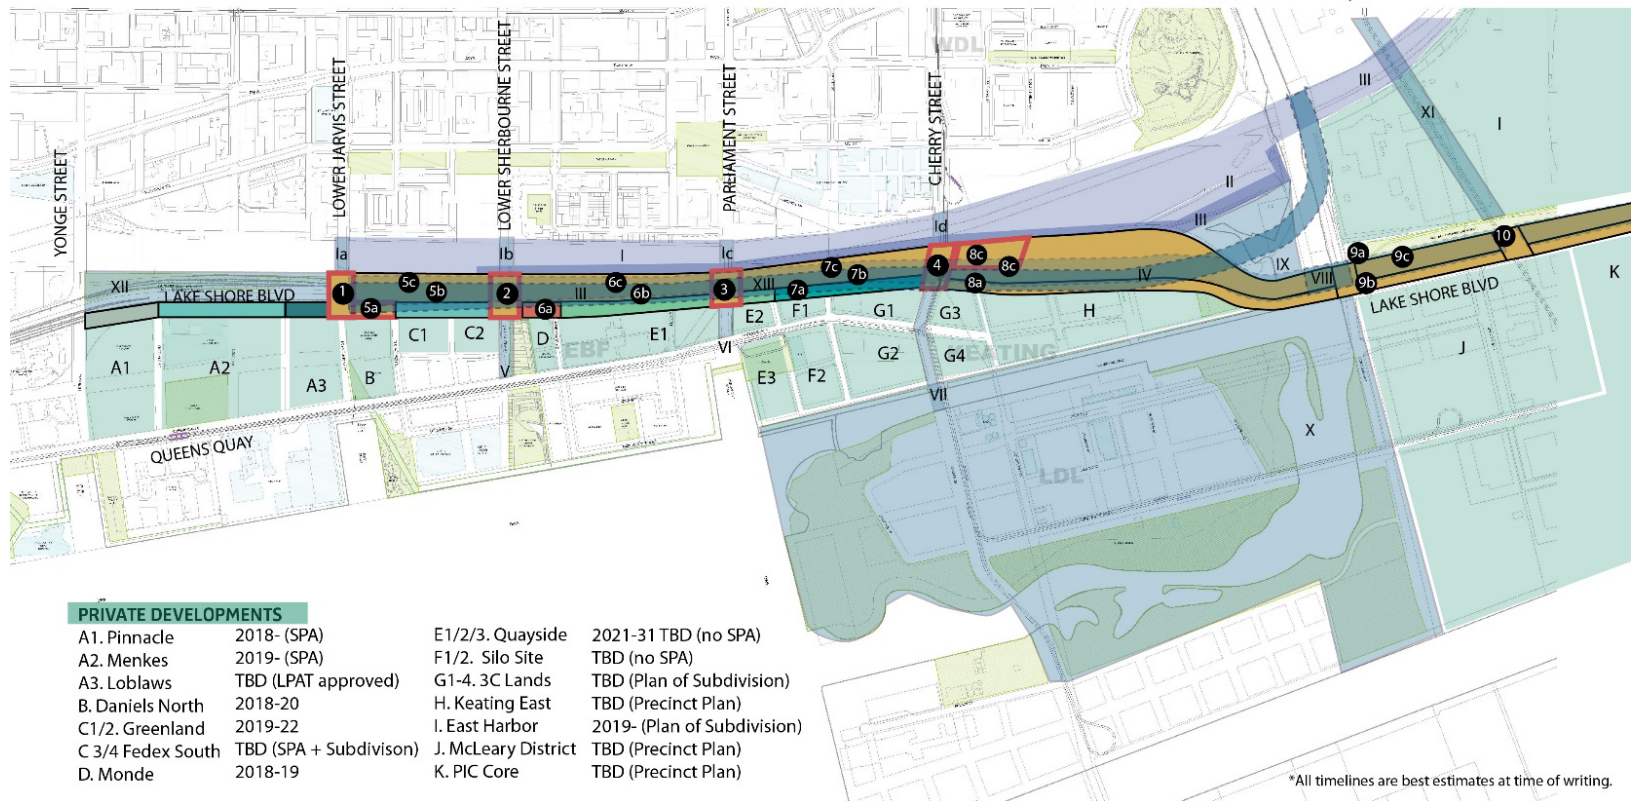 WDL
III
XI
I
YONGE STREET
LOWER JARVIS STREET
LOWER SHERBOURNE STREET
PARLIAMENT STREET
CHERRY STREET
II
III
Ia
Ib
I
Ic
Id
XII
LAKE SHORE BLVD
1
5a
5c
5b
2
III
6a
6c
6b
3
XIII
7a
7c
7b
4
8c
8c
8a
IV
IX
VIII
9a
9b
9c
10
LAKE SHORE BLVD
K
A1
A2
A3
B
C1
C2
D
EBF
E1
E2
F1
G1
G3
H
V
VI
E3
F2
G2
G4
KEATING
J
VII
X
LDL
QUEENS QUAY
PRIVATE DEVELOPMENTS
A1. Pinnacle 2018- (SPA)
A2. Menkes 2019- (SPA)
A3. Loblaws TBD (LPAT approved)
B. Daniels North 2018-20
C1/2. Greenland 2019-22
C 3/4 Fedex South TBD (SPA + Subdivison)
D. Monde 2018-19
E1/2/3. Quayside 2021-31 TBD (no SPA)
F1/2. Silo Site TBD (no SPA)
G1-4. 3C Lands TBD (Plan of Subdivision)
H. Keating East TBD (Precinct Plan)
I. East Harbor 2019- (Plan of Subdivision)
J. McLeary District TBD (Precinct Plan)
K. PIC Core TBD (Precinct Plan)
*All timelines are best estimates at time of writing.